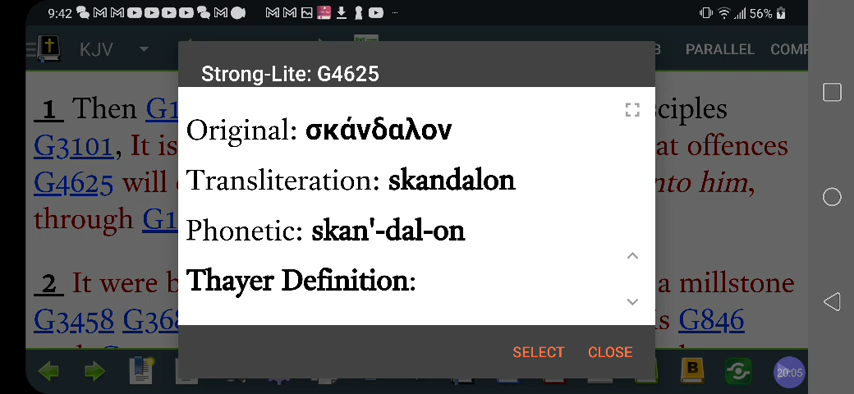 9:42 56%
KJV PARALLEL
Strong-Lite: G4625
Original: σκάνδαλον
Transliteration: skandalon
Phonetic: skan'-dal-on
Thayer Definition:
SELECT CLOSE
1 Then ciples
G3101, It is at offences
G4625 will nto him,
through
2 It were a millstone
G3458 is G846
B 20:05